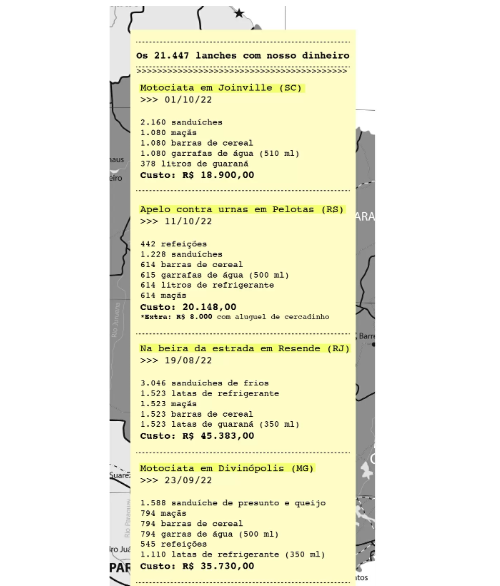 Os 21.447 lanches com nosso dinheiro
>>>>>>>>>>>>>>>>>>>>>>>>>>>>>>>>>>>>>>>>>
Motociata em Joinville (SC)
>>> 01/10/22
2.160 sanduíches
1.080 maçãs
1.080 barras de cereal
1.080 garrafas de água (510 ml)
378 litros de guaraná
Custo: R$ 18.900,00
Apelo contra urnas em Pelotas (RS)
>>> 11/10/22
442 refeições
1.228 sanduíches
614 barras de cereal
615 garrafas de água (500 ml)
614 litros de refrigerante
614 maçãs
Custo: 20.148,00
*Extra: R$ 8.000 com aluguel de cercadinho
Na beira da estrada em Resende (RJ)
>>> 19/08/22
3.046 sanduíches de frios
1.523 latas de refrigerante
1.523 maçãs
1.523 barras de cereal
1.523 latas de guaraná (350 ml)
Custo: R$ 45.383,00
Motociata em Divinópolis (MG)
>>> 23/09/22
1.588 sanduíche de presunto e queijo
794 maçãs
794 barras de cereal
794 garras de água (500 ml)
545 refeições
1.110 latas de refrigerante (350 ml)
Custo: R$ 35.730,00